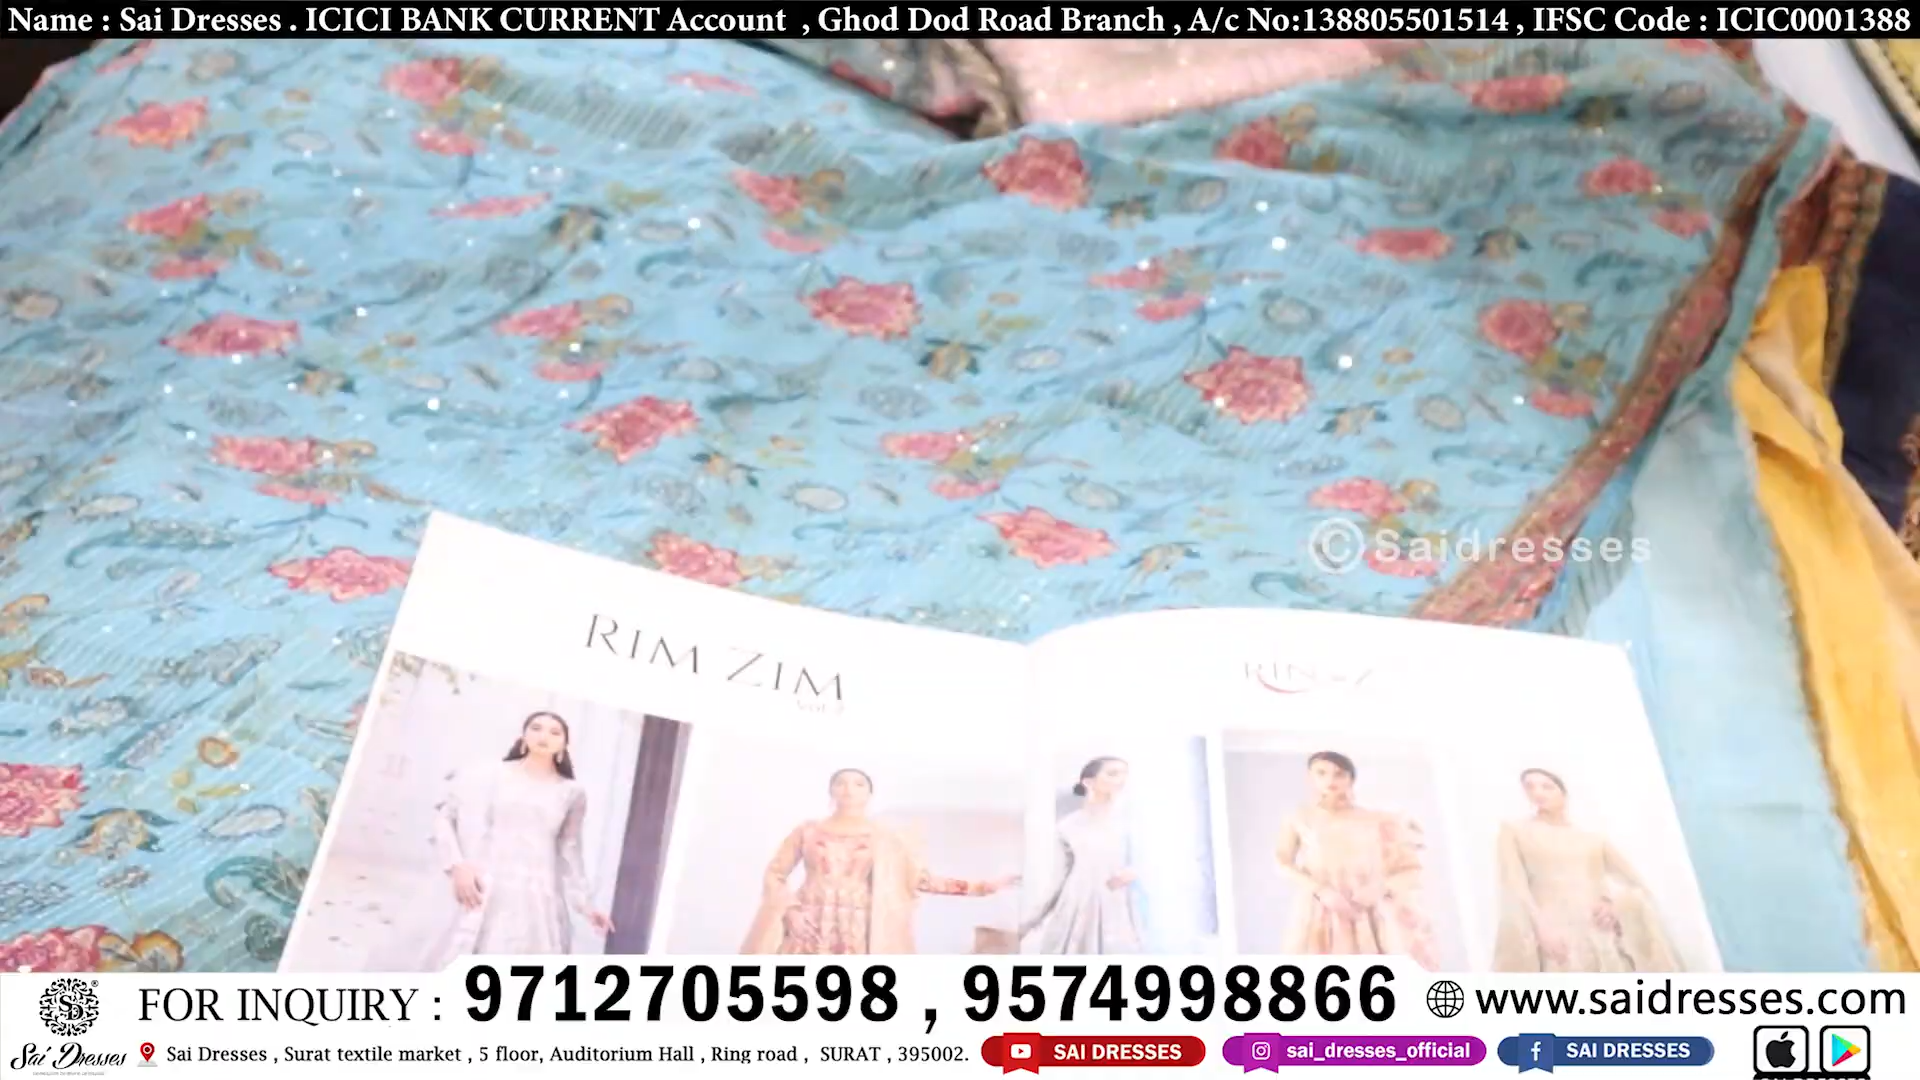 Name : Sai Dresses . ICICI BANK CURRENT Account , Ghod Dod Road Branch , A/c No:138805501514 , IFSC Code : ICIC0001388
©Saidresses
RIM ZIM
FOR INQUIRY : 9712705598 , 9574998866 www.saidresses.com
Sai Dresses
Sai Dresses , Surat textile market , 5 floor, Auditorium Hall , Ring road , SURAT , 395002.
SAI DRESSES
sai_dresses_official
SAI DRESSES